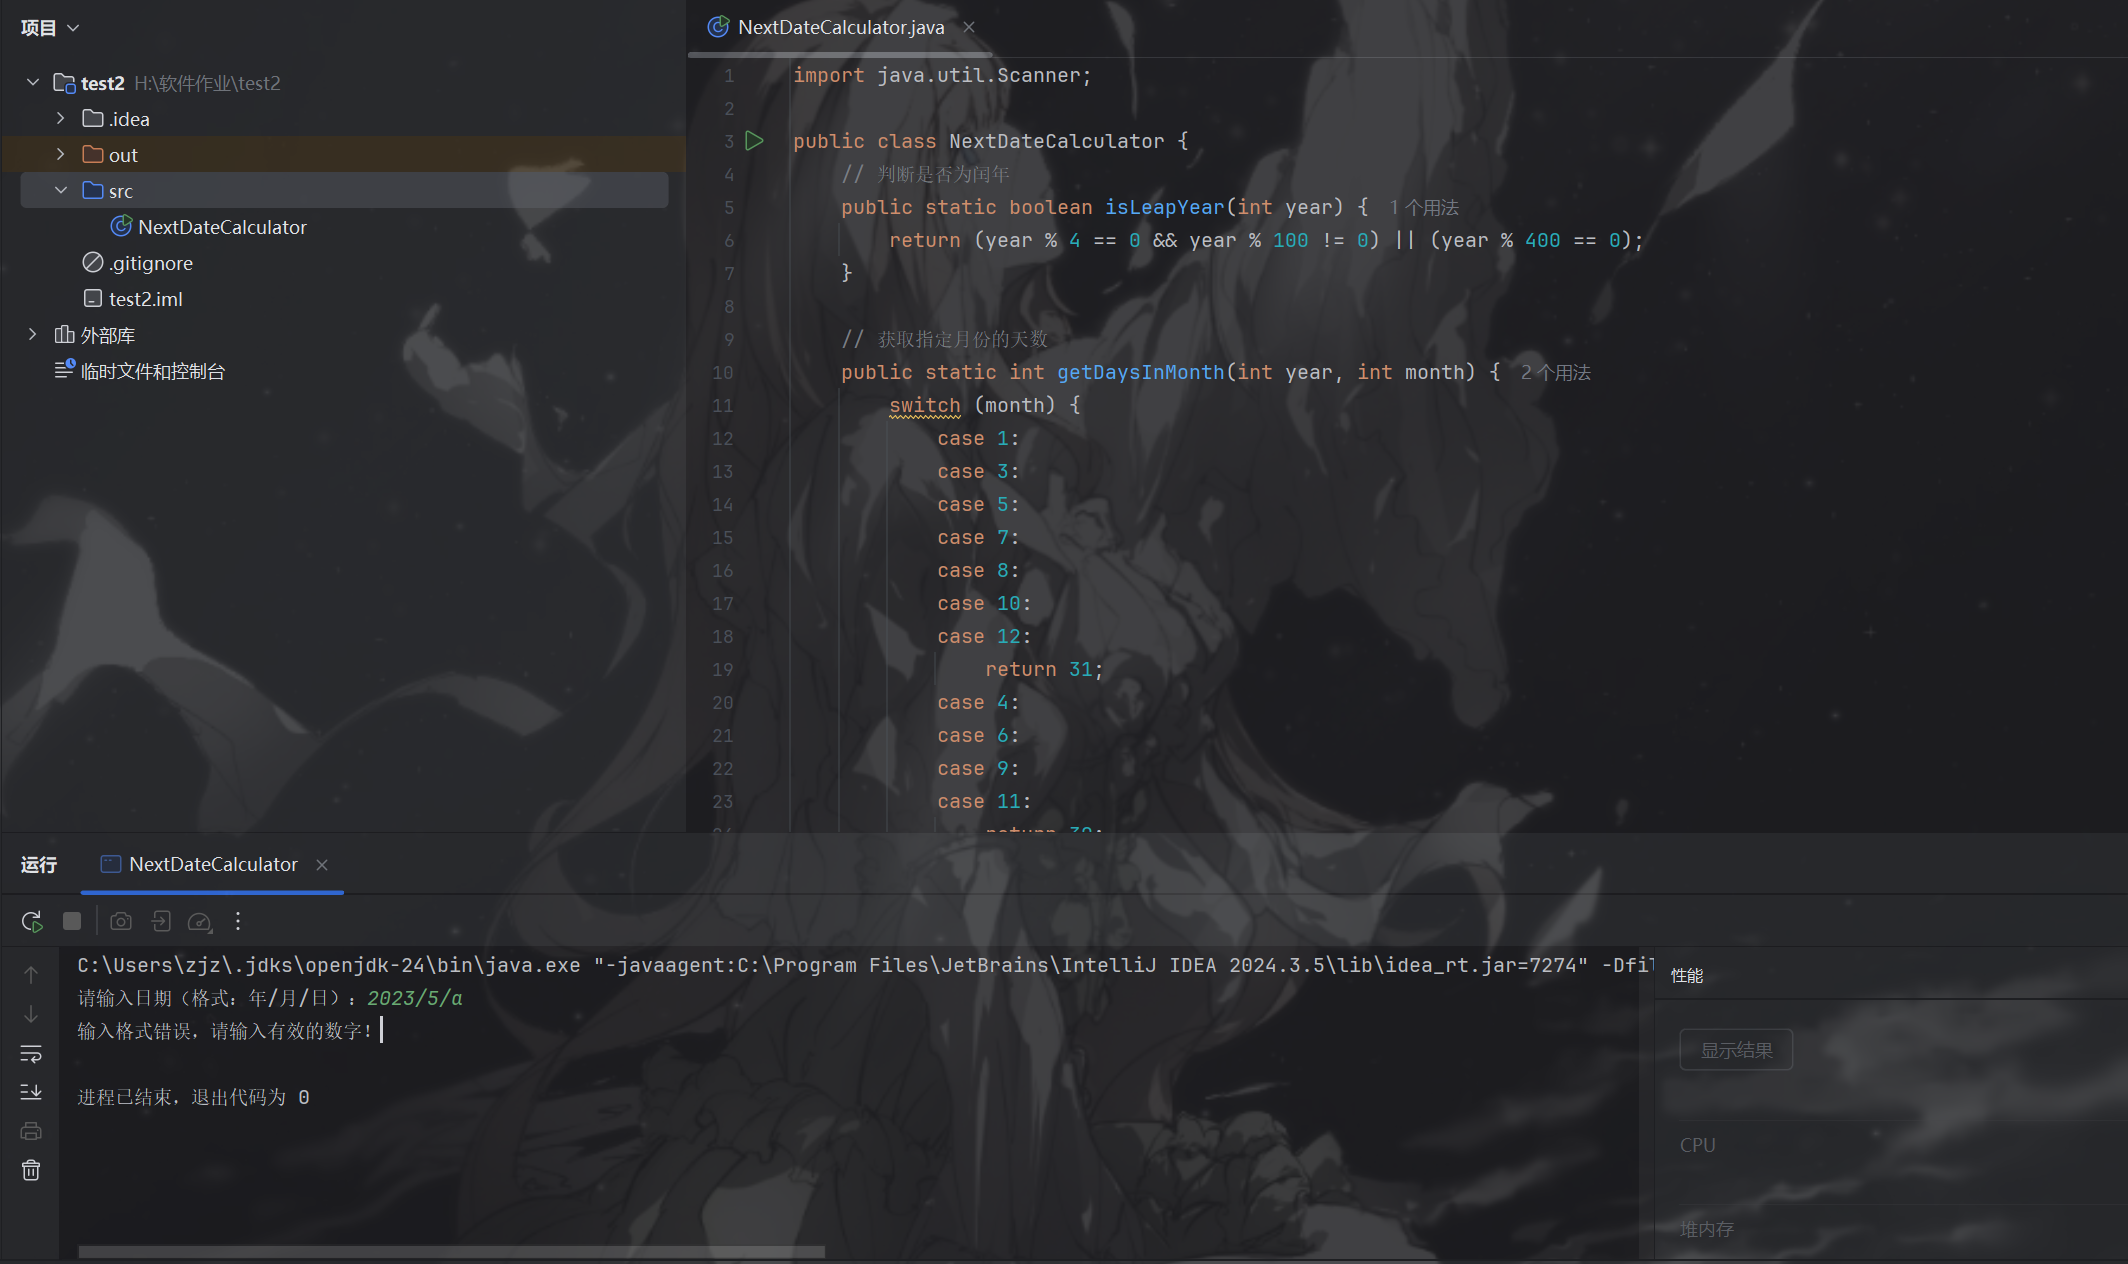 项目
test2 H:\软件作业\test2
.idea
out
src
NextDateCalculator
.gitignore
test2.iml
外部库
临时文件和控制台
NextDateCalculator.java
1 import java.util.Scanner;
2
3 public class NextDateCalculator {
4 // 判断是否为闰年
5 public static boolean isLeapYear(int year) { 1 个用法
6 return (year % 4 == 0 && year % 100 != 0) || (year % 400 == 0);
7 }
8
9 // 获取指定月份的天数
10 public static int getDaysInMonth(int year, int month) { 2 个用法
11 switch (month) {
12 case 1:
13 case 3:
14 case 5:
15 case 7:
16 case 8:
17 case 10:
18 case 12:
19 return 31;
20 case 4:
21 case 6:
22 case 9:
23 case 11:
运行
NextDateCalculator
C:\Users\zjz\.jdks\openjdk-24\bin\java.exe "-javaagent:C:\Program Files\JetBrains\IntelliJ IDEA 2024.3.5\lib\idea_rt.jar=7274" -Dfil
请输入日期（格式：年/月/日）：2023/5/a
输入格式错误，请输入有效的数字！
进程已结束，退出代码为 0
性能
显示结果
CPU
堆内存